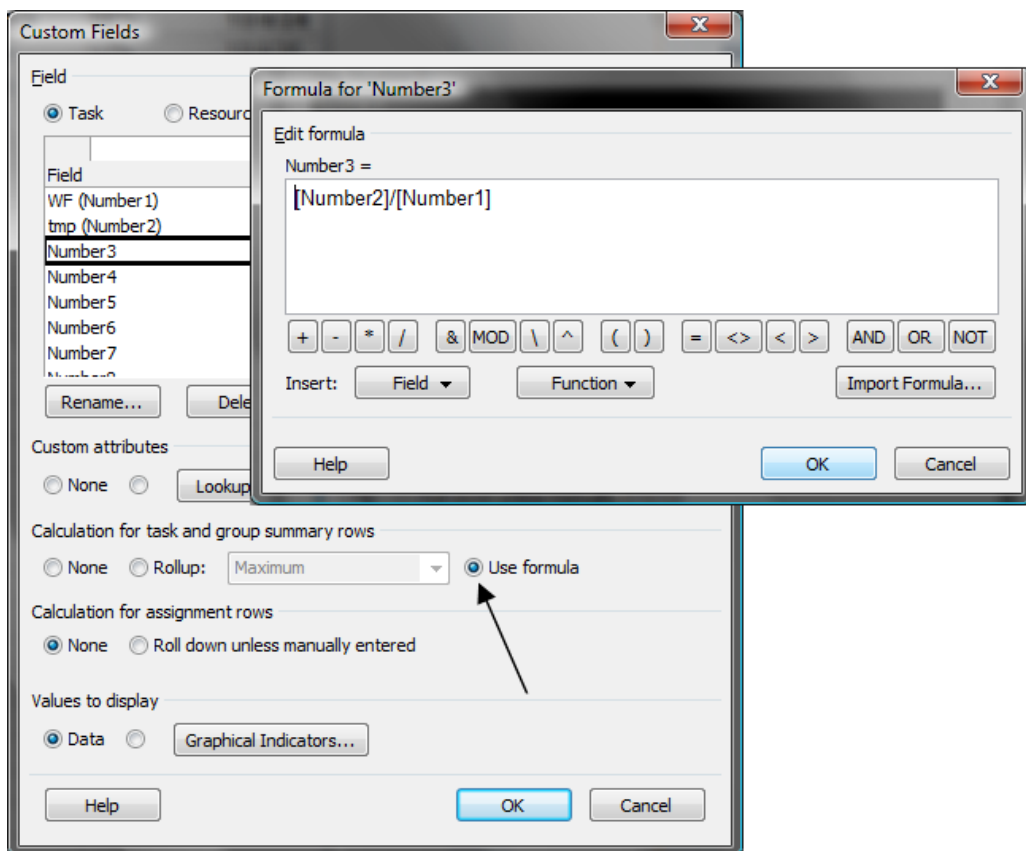 Custom Fields
Field
Task Resourc
Field
WF (Number1)
tmp (Number2)
Number3
Number4
Number5
Number6
Number7
Rename... Dele
Custom attributes
None Lookup
Calculation for task and group summary rows
None Rollup: Maximum Use formula
Calculation for assignment rows
None Roll down unless manually entered
Values to display
Data Graphical Indicators...
Help OK Cancel
Formula for 'Number3'
Edit formula
Number3 =
[Number2]/[Number1]
+ - * / & MOD \ ^ ( ) = <> < > AND OR NOT
Insert: Field Function Import Formula...
Help OK Cancel